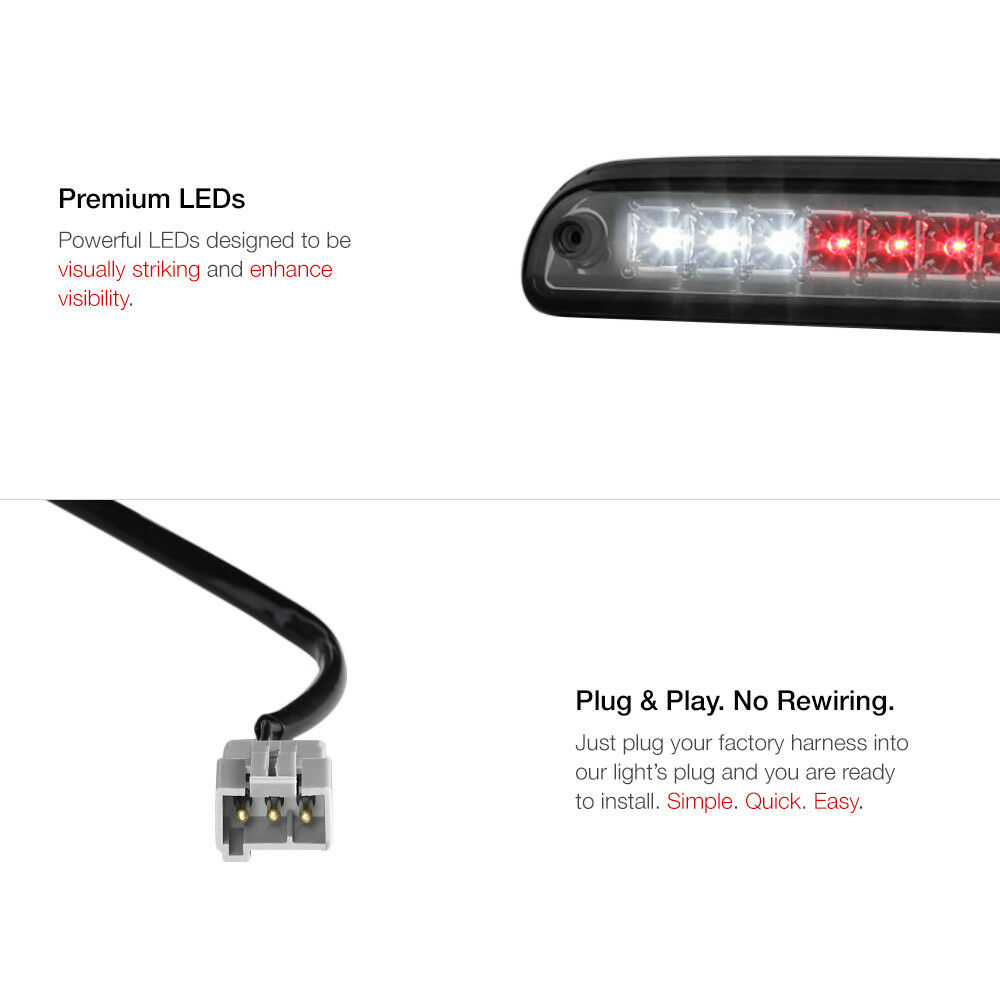 Premium LEDs
Powerful LEDs designed to be
visually striking and enhance
visibility.
Plug & Play. No Rewiring.
Just plug your factory harness into
our light's plug and you are ready
to install. Simple. Quick. Easy.